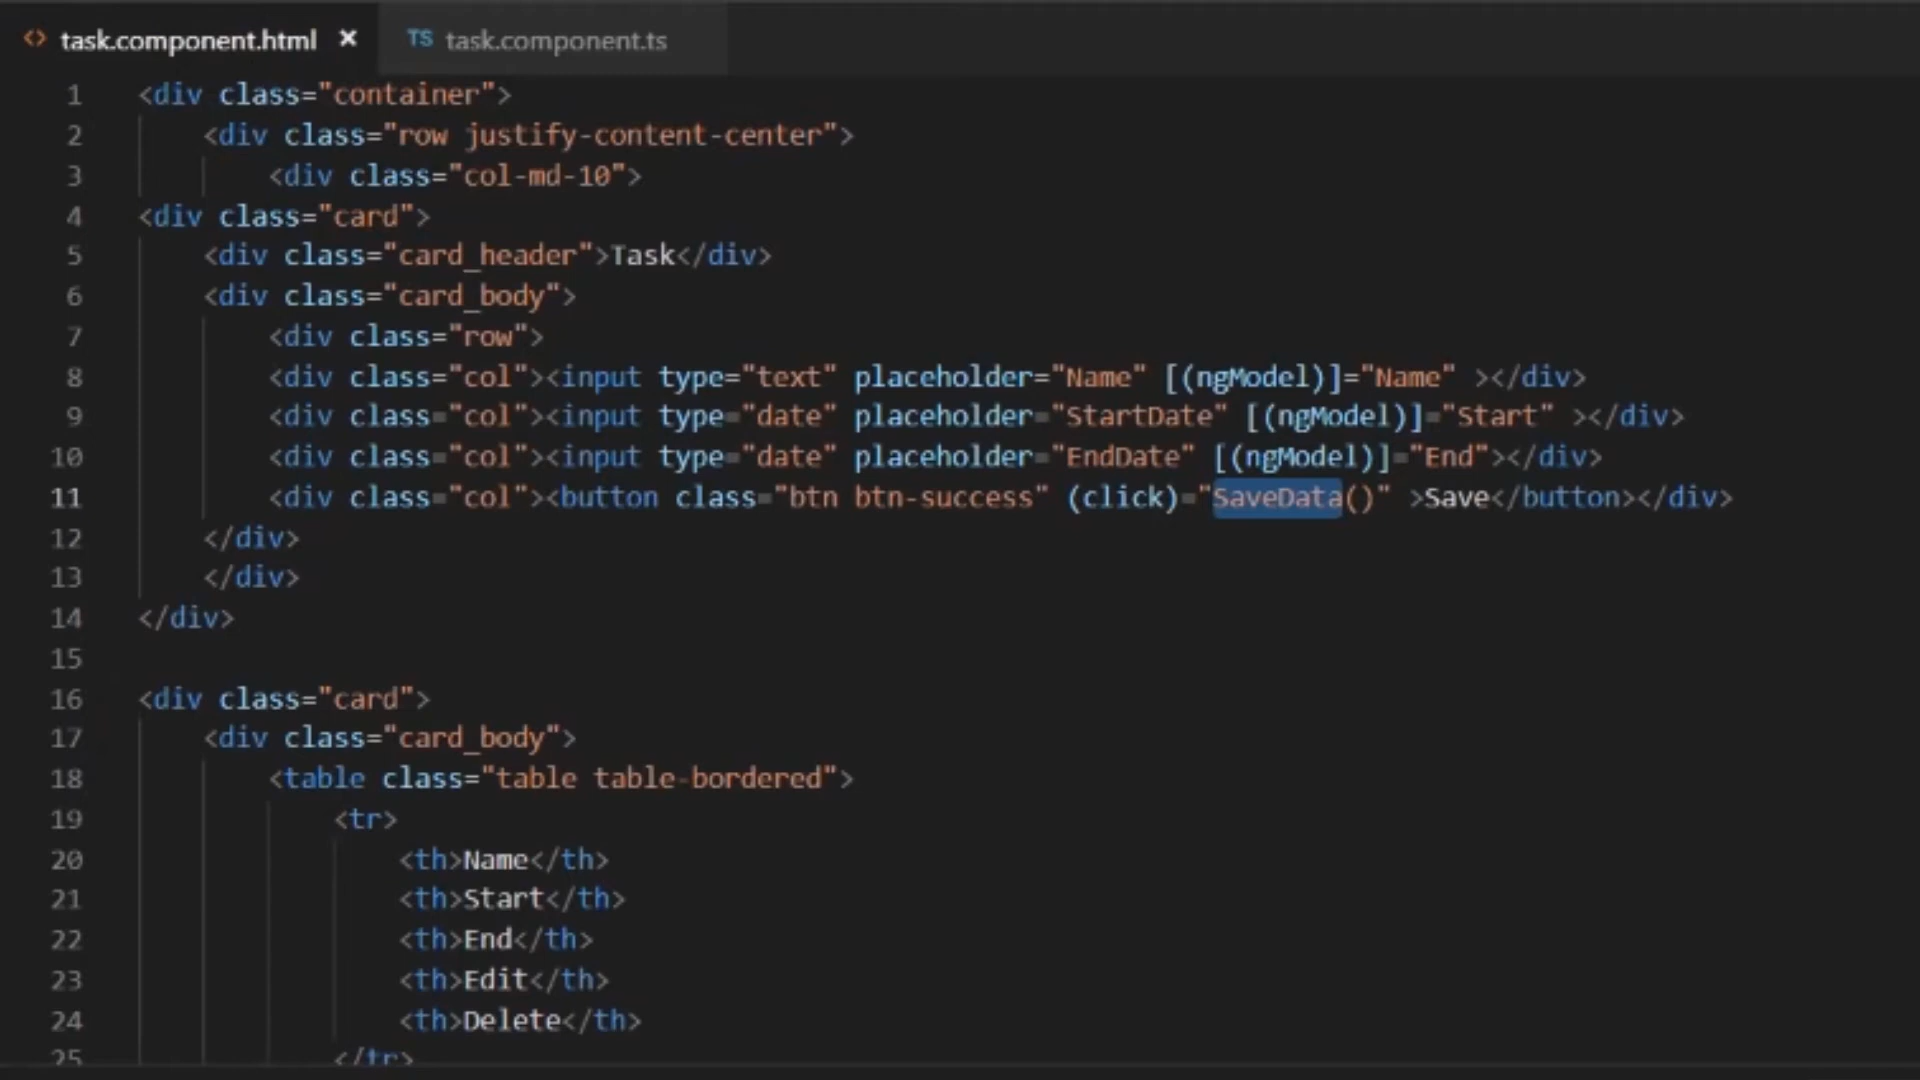 <> task.component.html × TS task.component.ts
1 <div class="container">
2 <div class="row justify-content-center">
3 <div class="col-md-10">
4 <div class="card">
5 <div class="card_header">Task</div>
6 <div class="card_body">
7 <div class="row">
8 <div class="col"><input type="text" placeholder="Name" [(ngModel)]="Name" ></div>
9 <div class="col"><input type="date" placeholder="StartDate" [(ngModel)]="Start" ></div>
10 <div class="col"><input type="date" placeholder="EndDate" [(ngModel)]="End"></div>
11 <div class="col"><button class="btn btn-success" (click)="SaveData()" >Save</button></div>
12 </div>
13 </div>
14 </div>
15
16 <div class="card">
17 <div class="card_body">
18 <table class="table table-bordered">
19 <tr>
20 <th>Name</th>
21 <th>Start</th>
22 <th>End</th>
23 <th>Edit</th>
24 <th>Delete</th>
25 </tr>